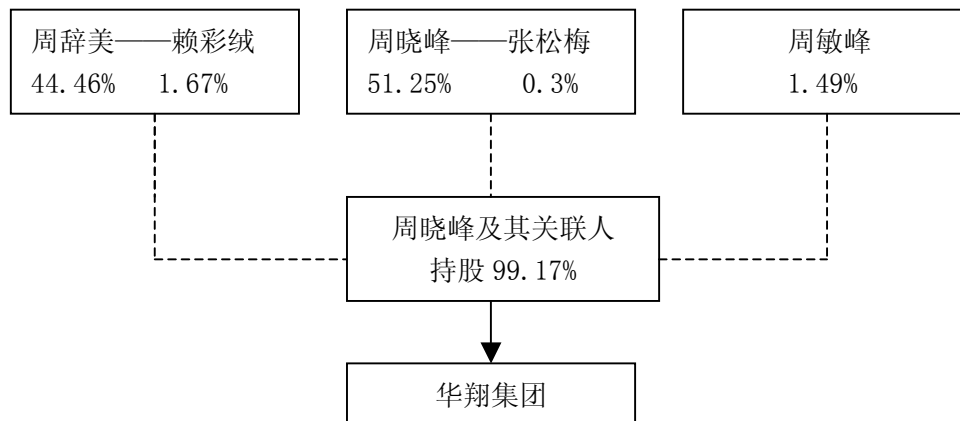 周辞美——赖彩绒
44.46% 1.67%
周晓峰——张松梅
51.25% 0.3%
周敏峰
1.49%
周晓峰及其关联人
持股 99.17%
华翔集团